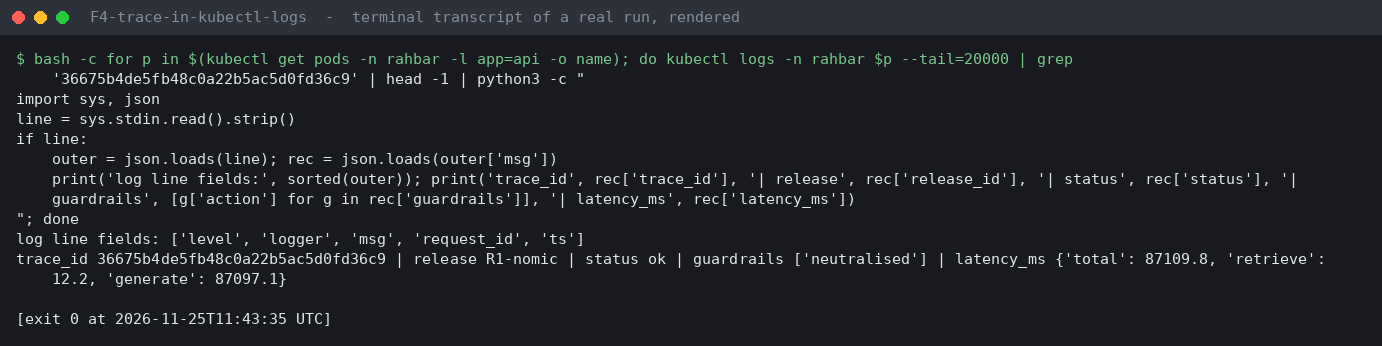 F4-trace-in-kubectl-logs - terminal transcript of a real run, rendered
$ bash -c for p in $(kubectl get pods -n rahbar -l app=api -o name); do kubectl logs -n rahbar $p --tail=20000 | grep
    '36675b4de5fb48c0a22b5ac5d0fd36c9' | head -1 | python3 -c "
import sys, json
line = sys.stdin.read().strip()
if line:
    outer = json.loads(line); rec = json.loads(outer['msg'])
    print('log line fields:', sorted(outer)); print('trace_id', rec['trace_id'], '| release', rec['release_id'], '| status', rec['status'], '|
    guardrails', [g['action'] for g in rec['guardrails']], '| latency_ms', rec['latency_ms'])
"; done
log line fields: ['level', 'logger', 'msg', 'request_id', 'ts']
trace_id 36675b4de5fb48c0a22b5ac5d0fd36c9 | release R1-nomic | status ok | guardrails ['neutralised'] | latency_ms {'total': 87109.8, 'retrieve':
    12.2, 'generate': 87097.1}
[exit 0 at 2026-11-25T11:43:35 UTC]